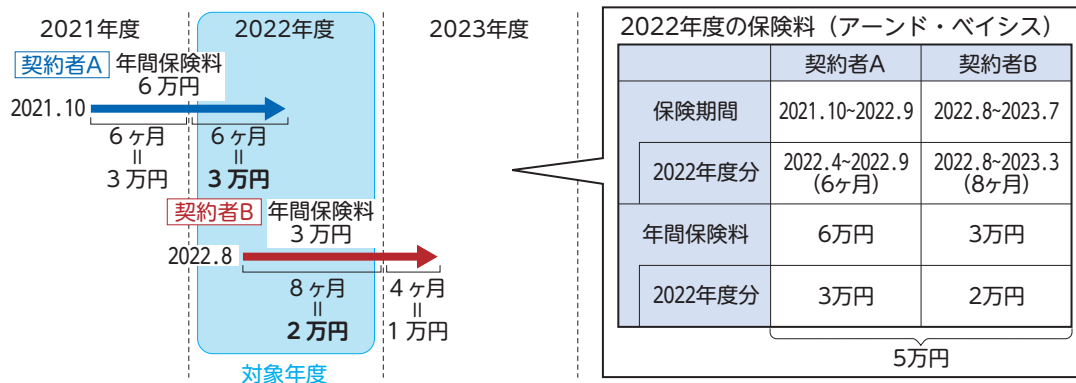 2021年度 2022年度 2023年度
契約者A 年間保険料
6万円
2021.10
6ヶ月 6ヶ月
= =
3万円 3万円
契約者B 年間保険料
3万円
2022.8
8ヶ月 4ヶ月
= =
2万円 1万円
対象年度
2022年度の保険料（アーンド・ベイシス）
契約者A 契約者B
保険期間 2021.10~2022.9 2022.8~2023.7
2022年度分 2022.4~2022.9 2022.8~2023.3
(6ヶ月) (8ヶ月)
年間保険料 6万円 3万円
2022年度分 3万円 2万円
5万円